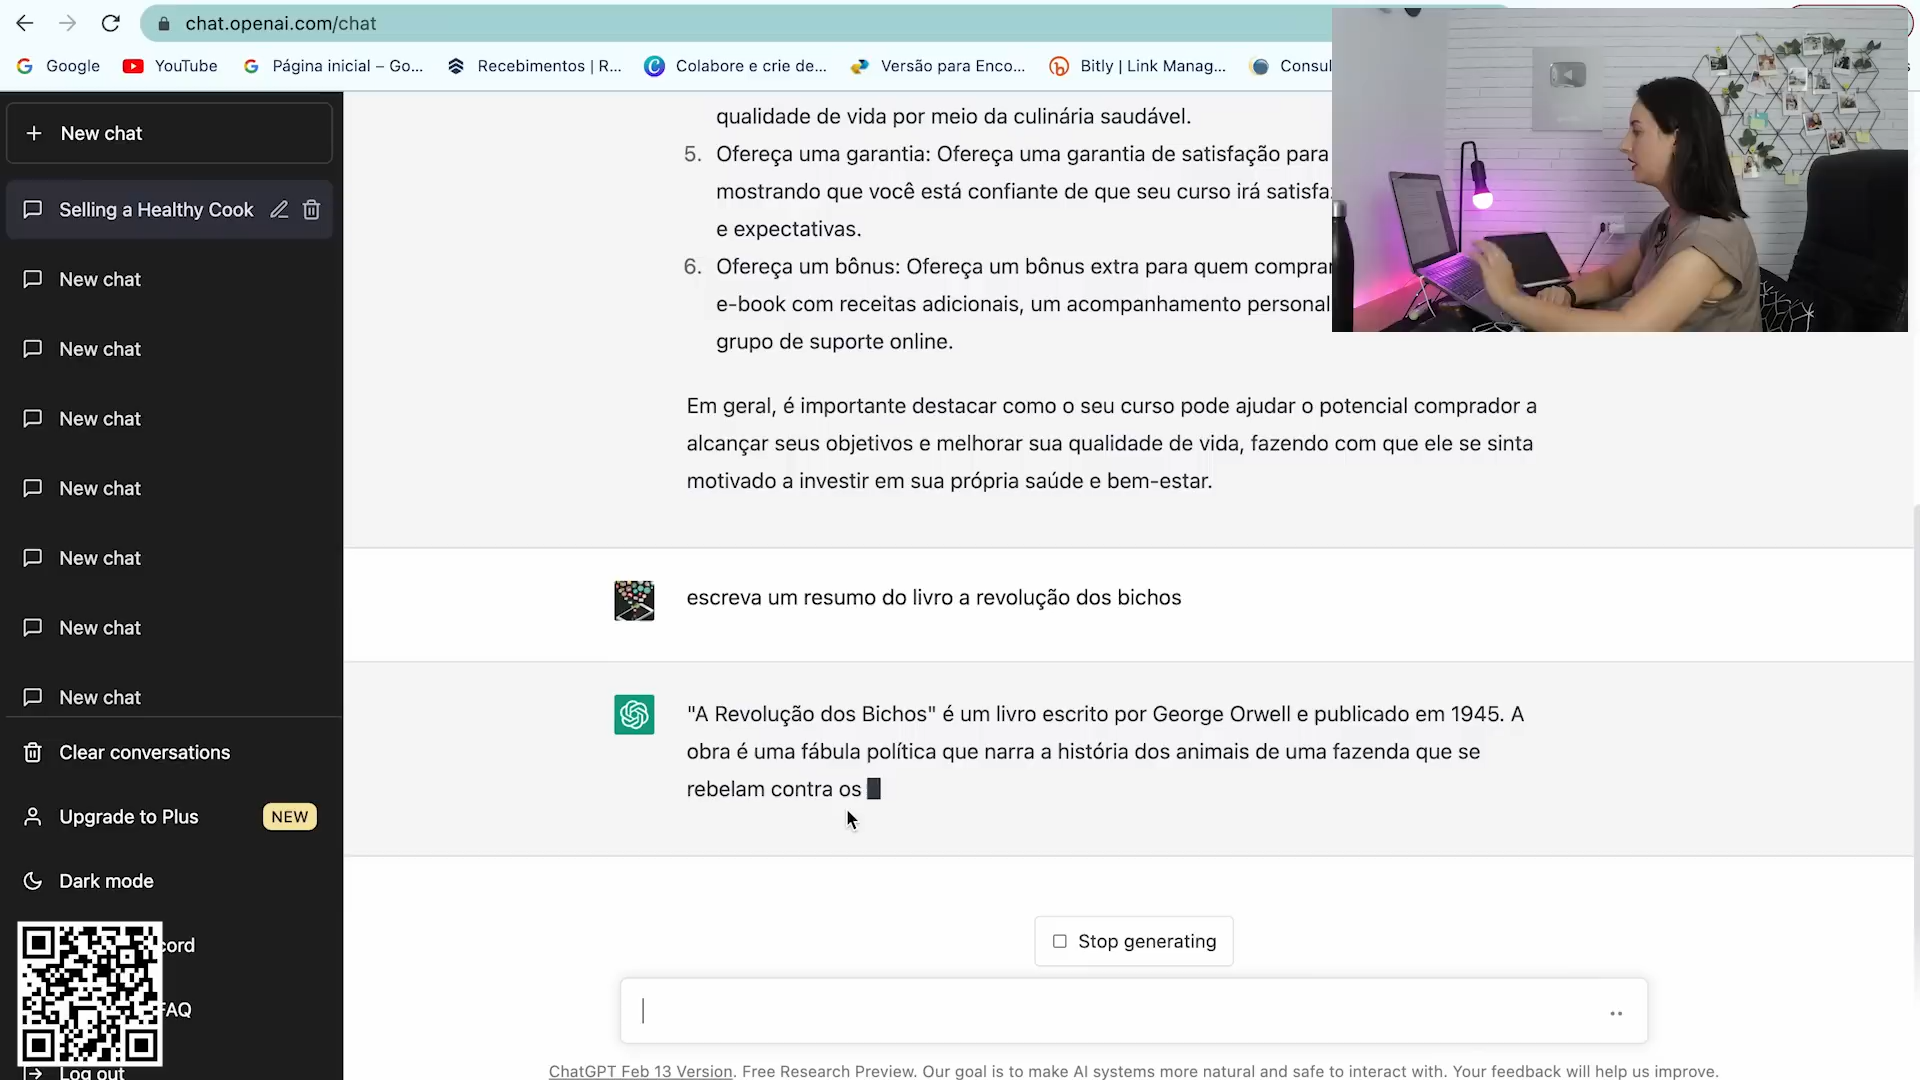 chat.openai.com/chat
Google
YouTube
Página inicial – Go...
Recebimentos | R...
Colabore e crie de...
Versão para Enco...
Bitly | Link Manag...
Consul
New chat
Selling a Healthy Cook
New chat
New chat
New chat
New chat
New chat
New chat
New chat
Clear conversations
Upgrade to Plus
NEW
Dark mode
cord
FAQ
Log out
qualidade de vida por meio da culinária saudável.
5. Ofereça uma garantia: Ofereça uma garantia de satisfação para
mostrando que você está confiante de que seu curso irá satisfa
e expectativas.
6. Ofereça um bônus: Ofereça um bônus extra para quem comprar
e-book com receitas adicionais, um acompanhamento personal
grupo de suporte online.
Em geral, é importante destacar como o seu curso pode ajudar o potencial comprador a
alcançar seus objetivos e melhorar sua qualidade de vida, fazendo com que ele se sinta
motivado a investir em sua própria saúde e bem-estar.
escreva um resumo do livro a revolução dos bichos
"A Revolução dos Bichos" é um livro escrito por George Orwell e publicado em 1945. A
obra é uma fábula política que narra a história dos animais de uma fazenda que se
rebelam contra os
Stop generating
ChatGPT Feb 13 Version. Free Research Preview. Our goal is to make AI systems more natural and safe to interact with. Your feedback will help us improve.